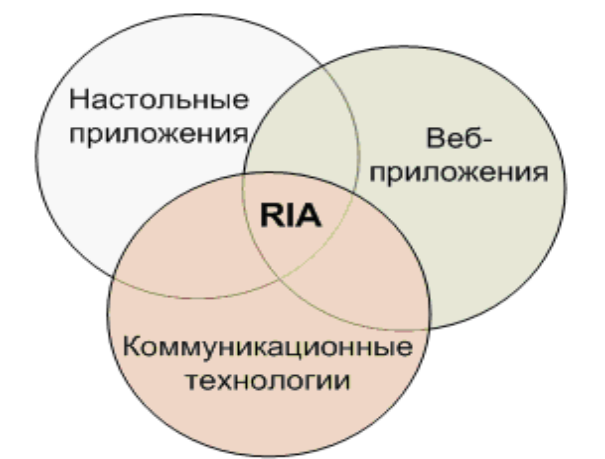 Настольные
приложения
Веб-
приложения
RIA
Коммуникационные
технологии